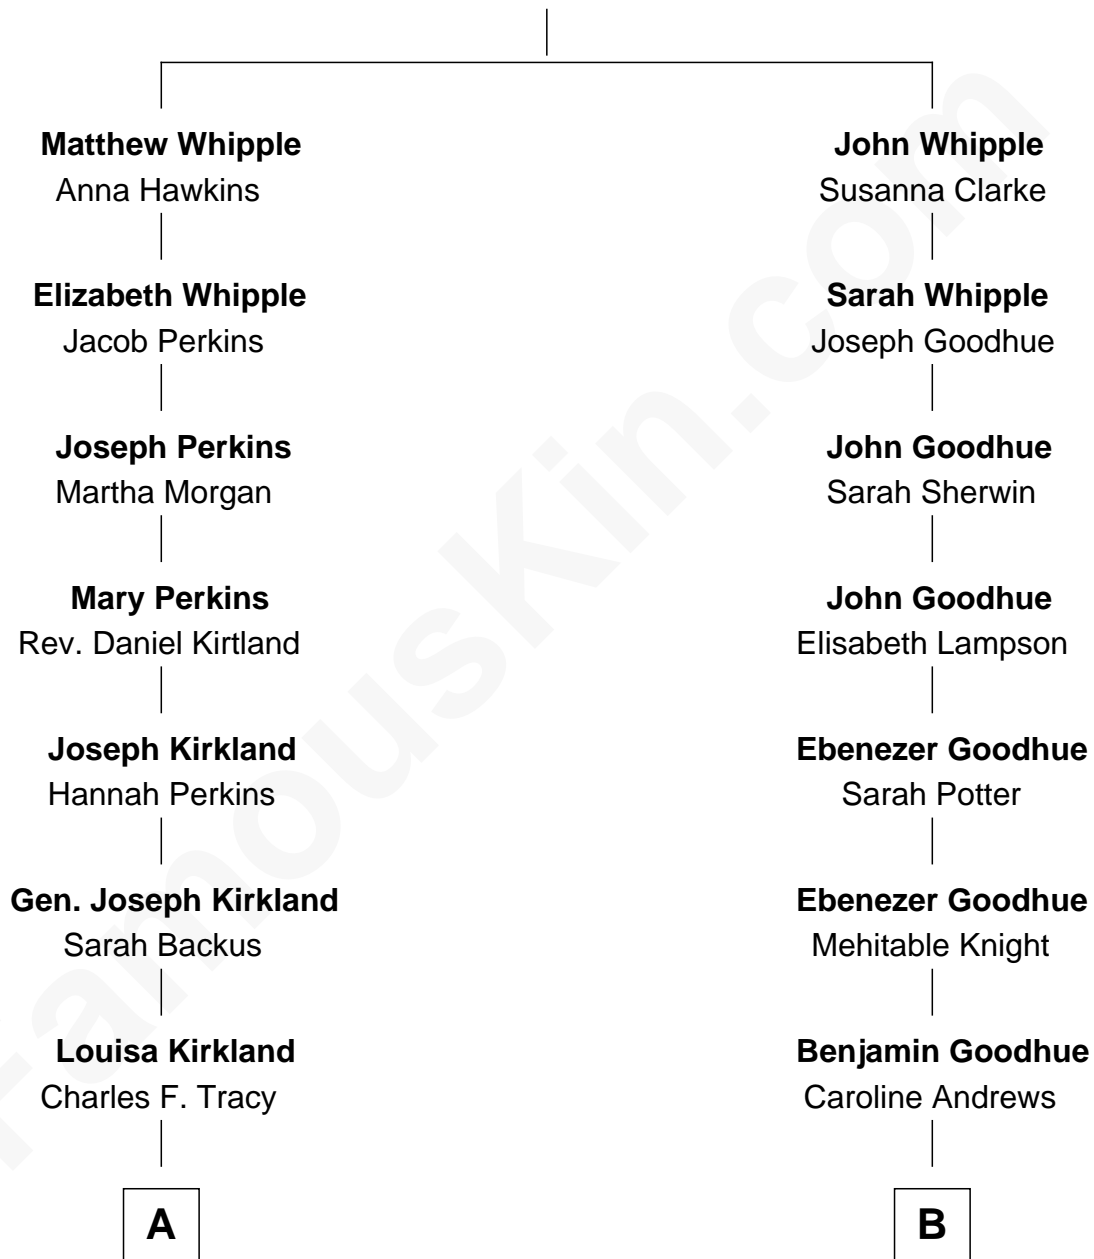 Matthew Whipple
Anna Hawkins
Elizabeth Whipple
Jacob Perkins
Joseph Perkins
Martha Morgan
Mary Perkins
Rev. Daniel Kirtland
Joseph Kirkland
Hannah Perkins
Gen. Joseph Kirkland
Sarah Backus
Louisa Kirkland
Charles F. Tracy
A
John Whipple
Susanna Clarke
Sarah Whipple
Joseph Goodhue
John Goodhue
Sarah Sherwin
John Goodhue
Elisabeth Lampson
Ebenezer Goodhue
Sarah Potter
Ebenezer Goodhue
Mehitable Knight
Benjamin Goodhue
Caroline Andrews
B
FamousKin.com